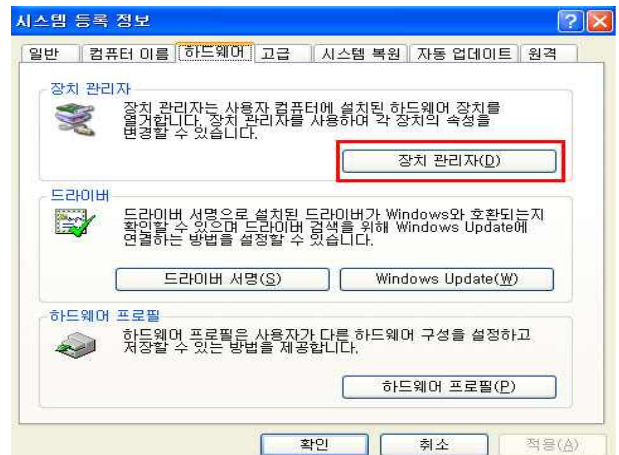 시스템 등록 정보
일반 컴퓨터 이름 하드웨어 고급 시스템 복원 자동 업데이트 원격
장치 관리자
장치 관리자는 사용자 컴퓨터에 설치된 하드웨어 장치를
열거합니다. 장치 관리자를 사용하여 각 장치의 속성을
변경할 수 있습니다.
장치 관리자(D)
드라이버
드라이버 서명으로 설치된 드라이버가 Windows와 호환되는지
확인할 수 있으며 드라이버 검색을 위해 Windows Update에
연결하는 방법을 설정할 수 있습니다.
드라이버 서명(S) Windows Update(W)
하드웨어 프로필
하드웨어 프로필은 사용자가 다른 하드웨어 구성을 설정하고
저장할 수 있는 방법을 제공합니다.
하드웨어 프로필(P)
확인 취소 적용(A)